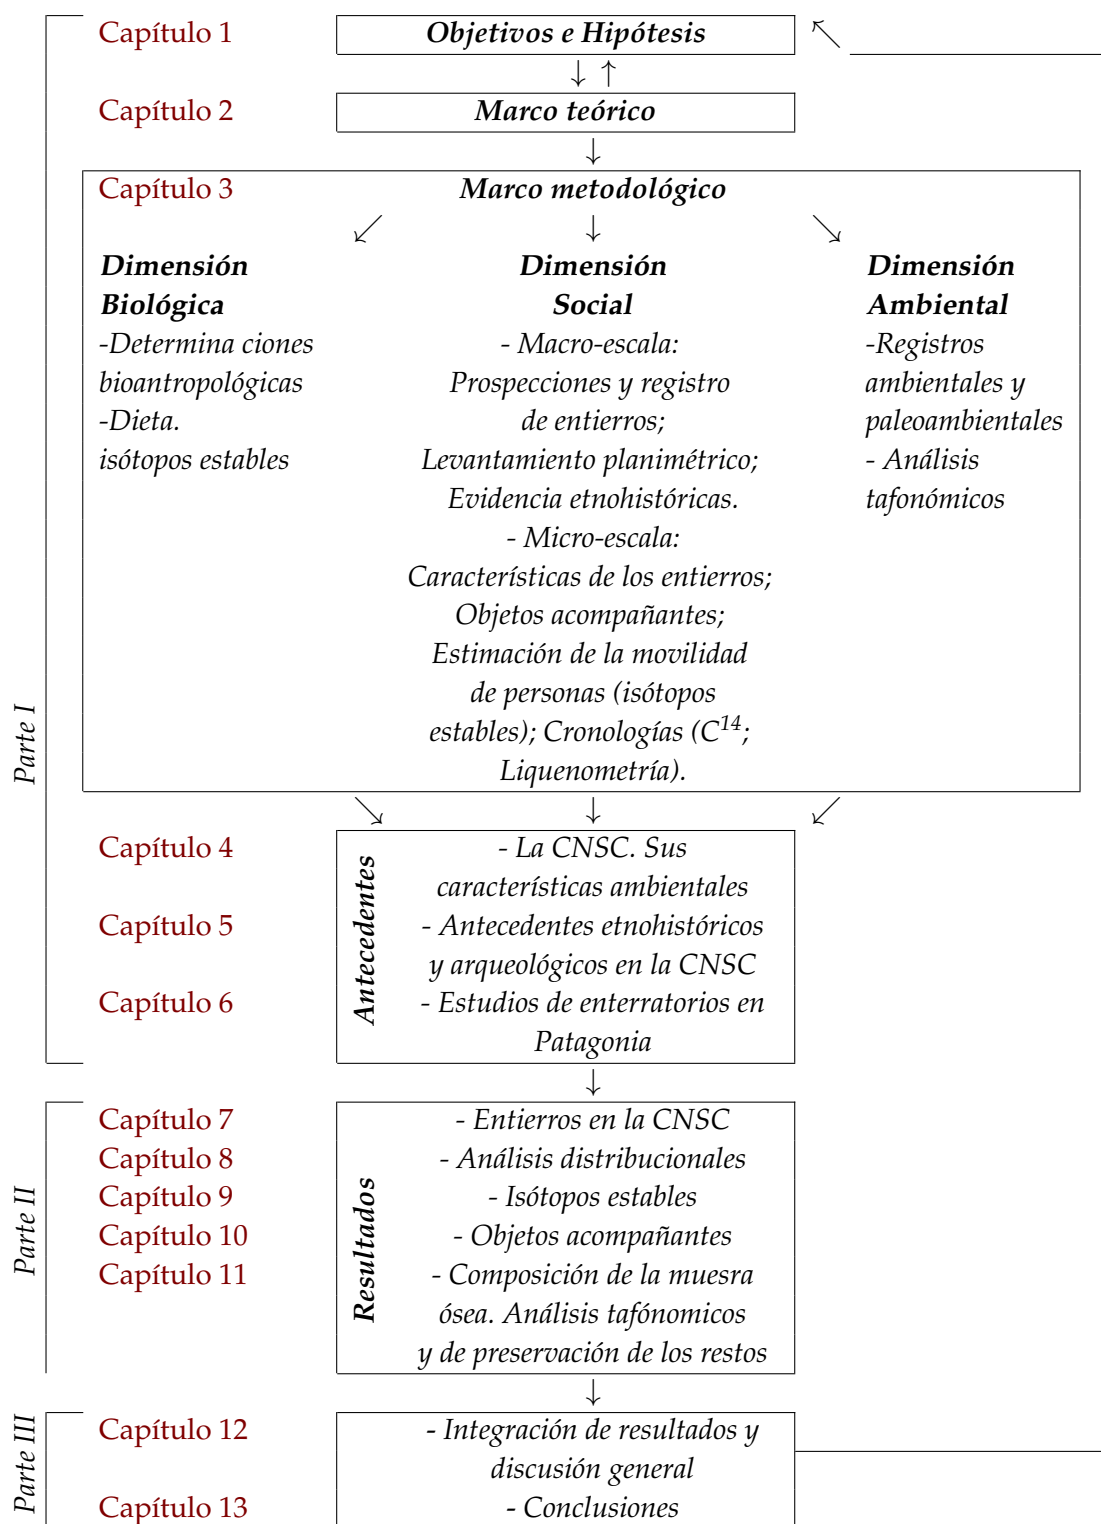 Capítulo 1
Objetivos e Hipótesis
Capítulo 2
Marco teórico
Capítulo 3
Marco metodológico
Dimensión
Biológica
-Determina ciones
bioantropológicas
-Dieta.
isótopos estables
Dimensión
Social
- Macro-escala:
Prospecciones y registro
de entierros;
Levantamiento planimétrico;
Evidencia etnohistóricas.
- Micro-escala:
Características de los entierros;
Objetos acompañantes;
Estimación de la movilidad
de personas (isótopos
estables); Cronologías (C¹⁴;
Liquenometría).
Dimensión
Ambiental
-Registros
ambientales y
paleoambientales
- Análisis
tafonómicos
Parte I
Capítulo 4
Capítulo 5
Capítulo 6
Antecedentes
- La CNSC. Sus
características ambientales
- Antecedentes etnohistóricos
y arqueológicos en la CNSC
- Estudios de enterratorios en
Patagonia
Parte II
Capítulo 7
Capítulo 8
Capítulo 9
Capítulo 10
Capítulo 11
Resultados
- Entierros en la CNSC
- Análisis distribucionales
- Isótopos estables
- Objetos acompañantes
- Composición de la muesra
ósea. Análisis tafónomicos
y de preservación de los restos
Parte III
Capítulo 12
- Integración de resultados y
discusión general
Capítulo 13
- Conclusiones